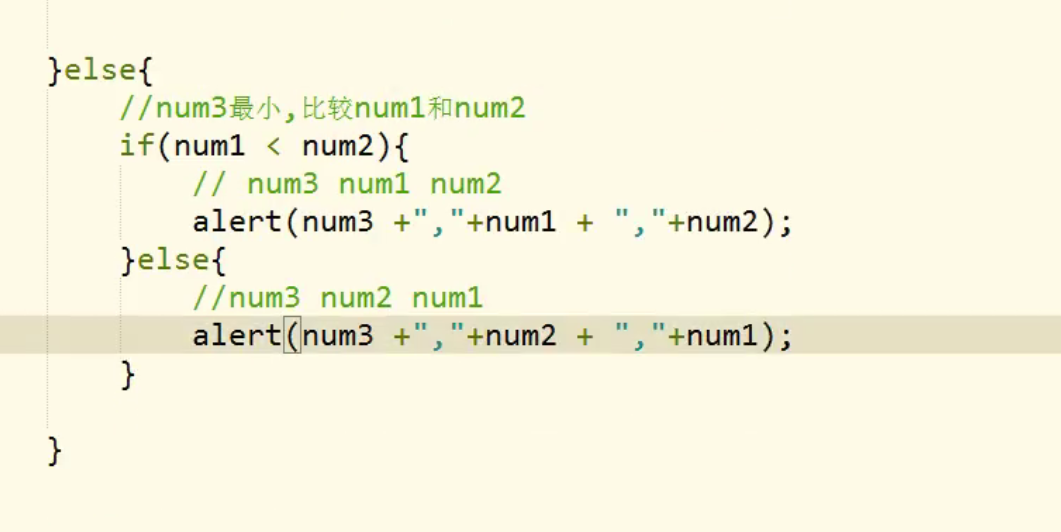 }else{
//num3最小,比较num1和num2
if(num1 < num2){
// num3 num1 num2
alert(num3 +","+num1 + ","+num2);
}else{
//num3 num2 num1
alert(num3 +","+num2 + ","+num1);
}
}